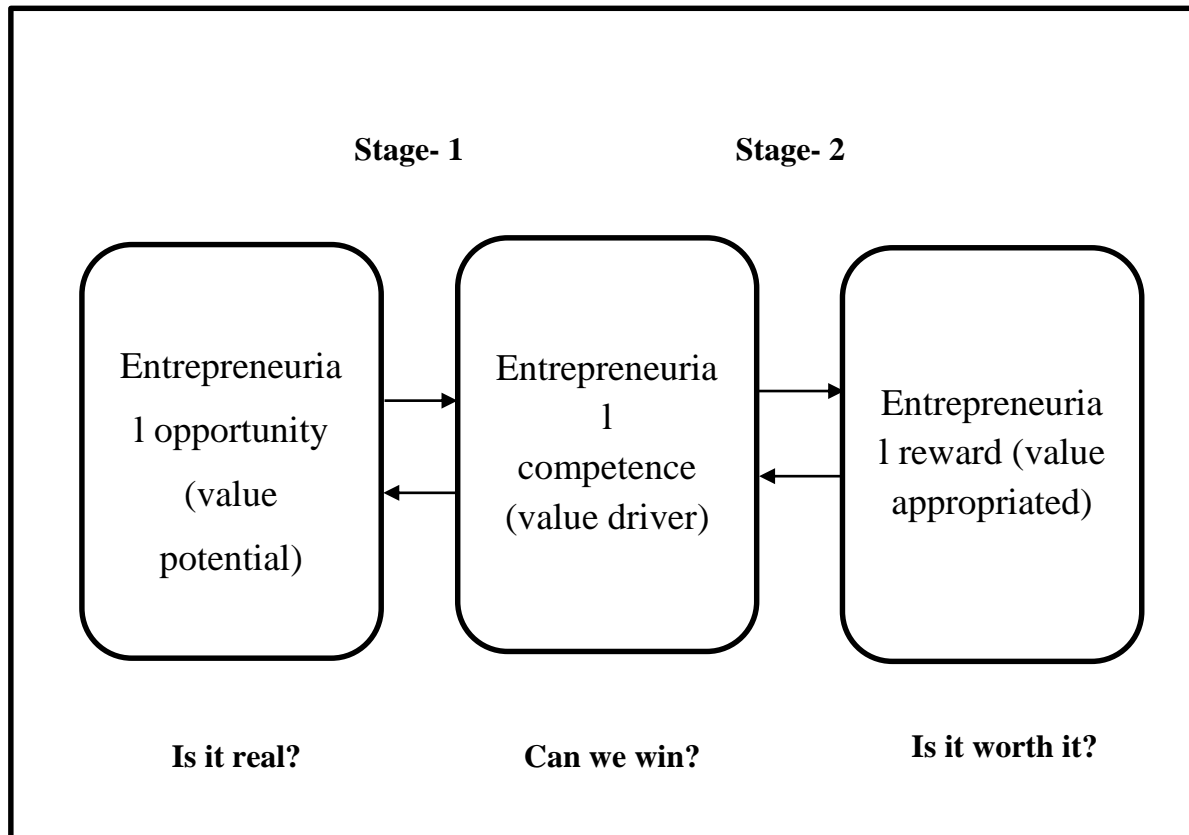 Stage- 1
Stage- 2
Entrepreneuria
l opportunity
(value
potential)
Entrepreneuria
l
competence
(value driver)
Entrepreneuria
l reward (value
appropriated)
Is it real?
Can we win?
Is it worth it?